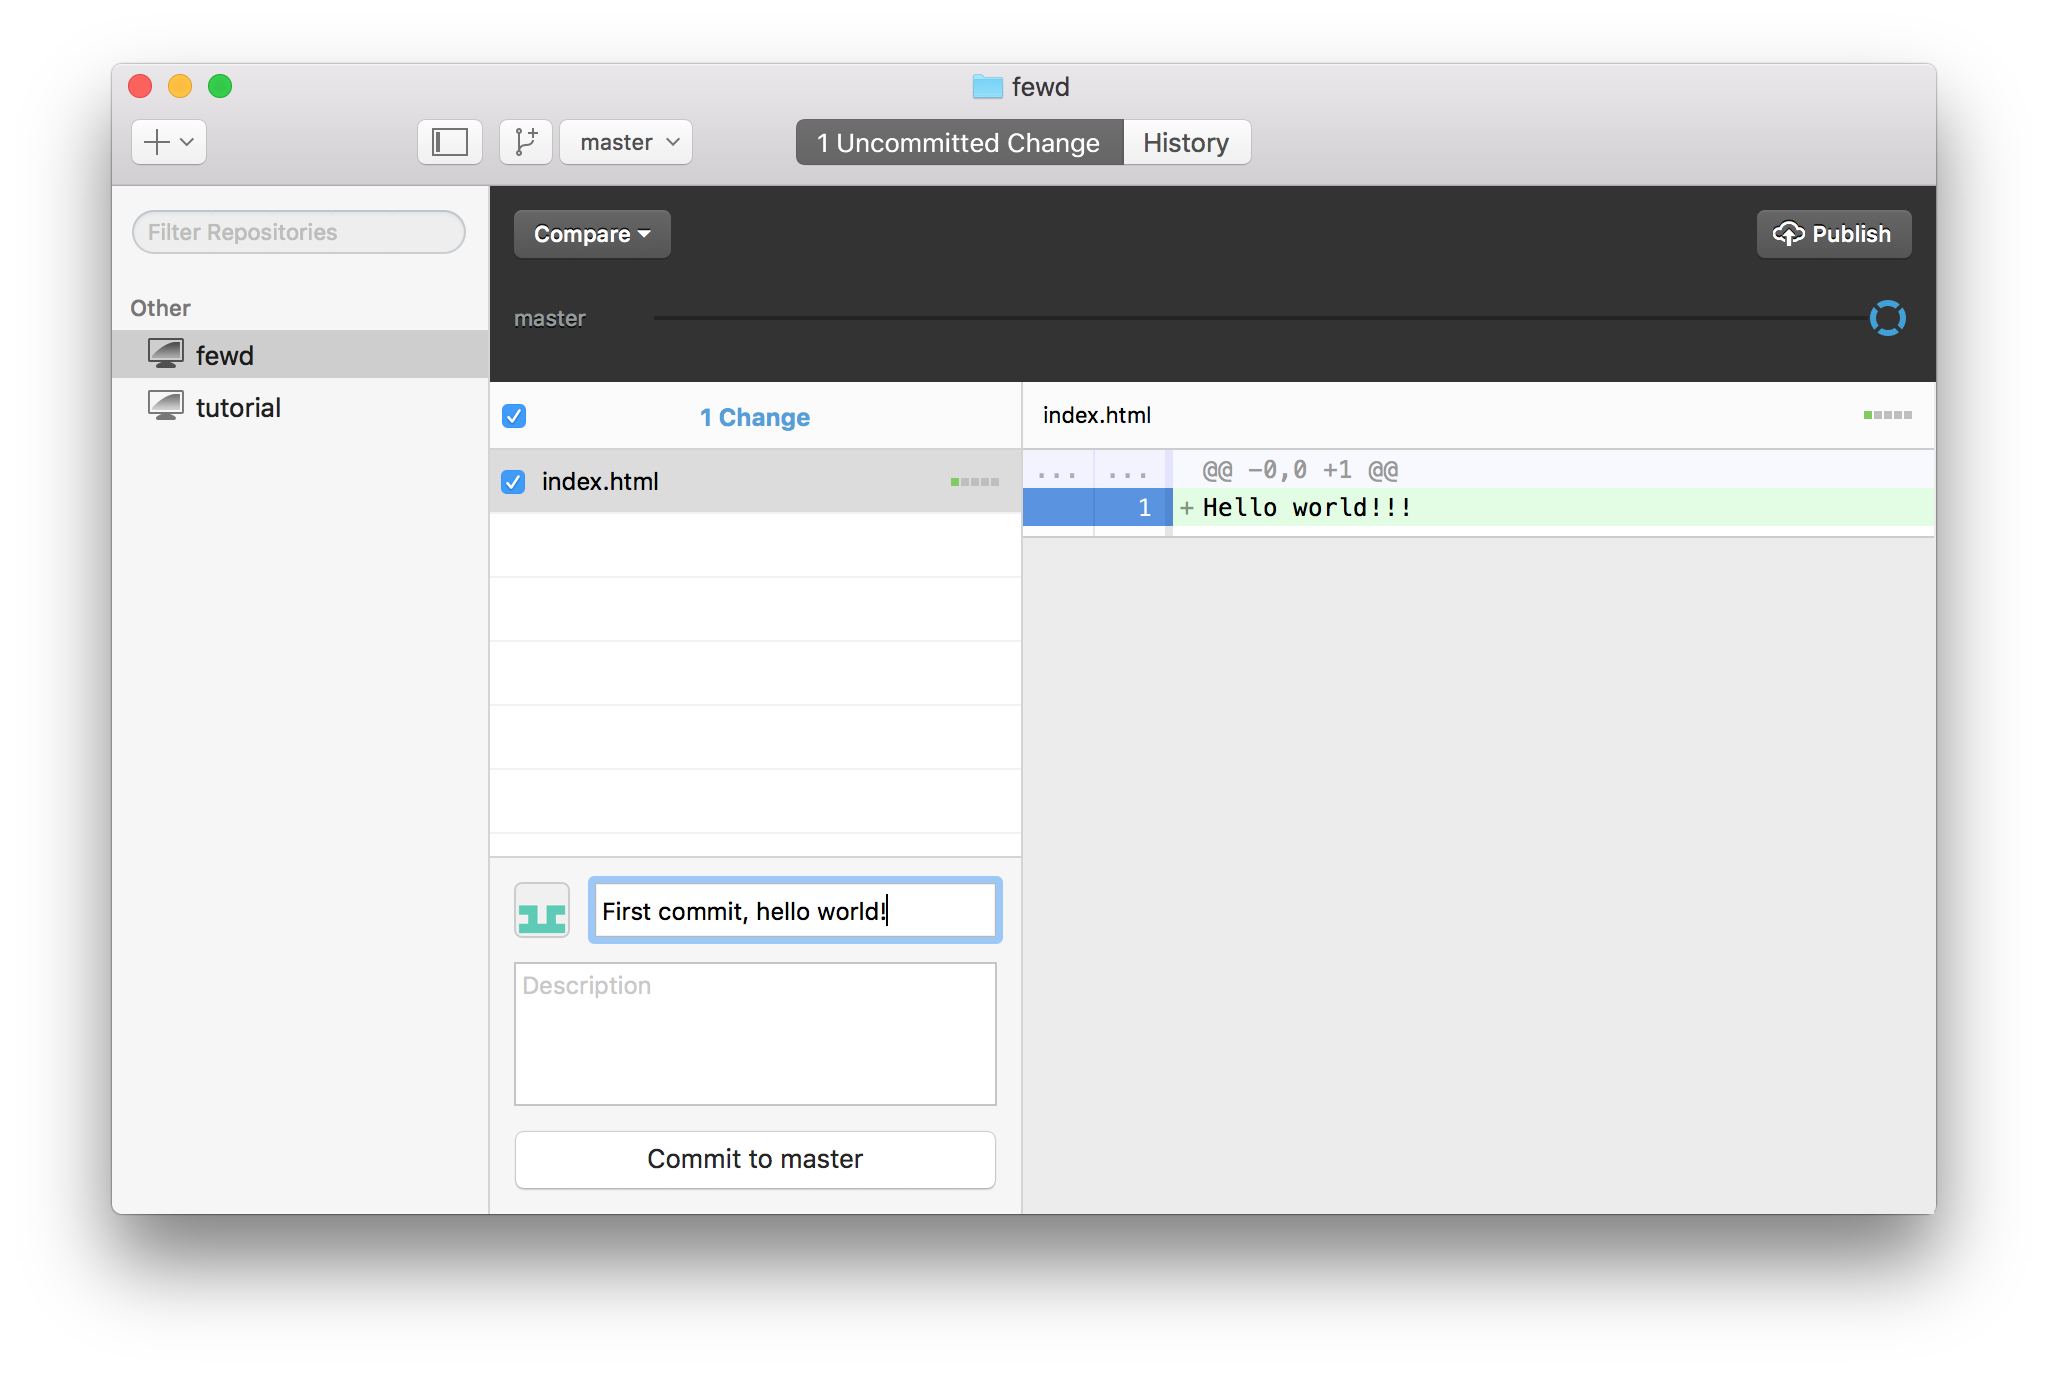 fewd
master
1 Uncommitted Change
History
Filter Repositories
Compare
Publish
Other
master
fewd
tutorial
1 Change
index.html
index.html
... ... @@ -0,0 +1 @@
1 + Hello world!!!
First commit, hello world!
Description
Commit to master